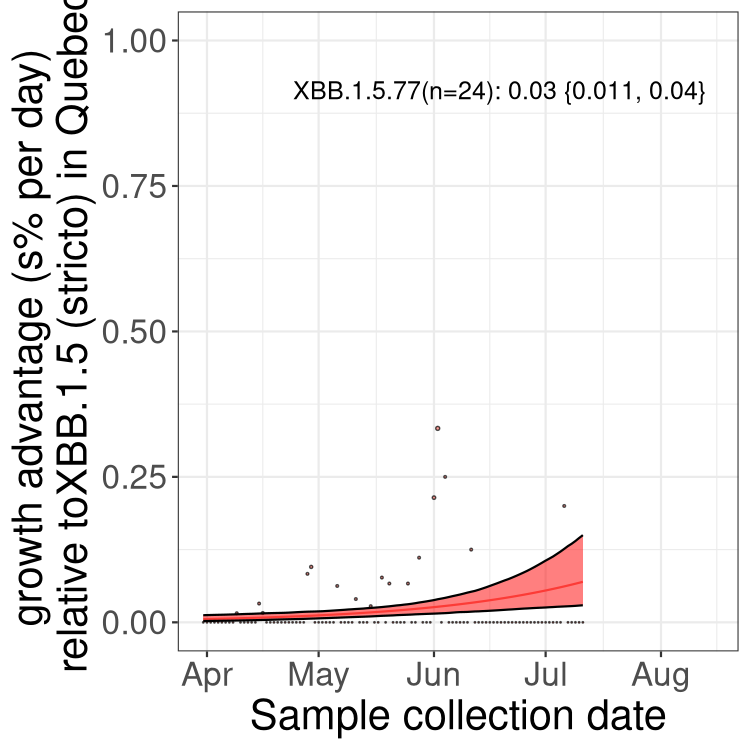 growth advantage (s% per day)
relative toXBB.1.5 (stricto) in Quebec
1.00
0.75
0.50
0.25
0.00
XBB.1.5.77(n=24): 0.03 {0.011, 0.04}
Apr May Jun Jul Aug
Sample collection date